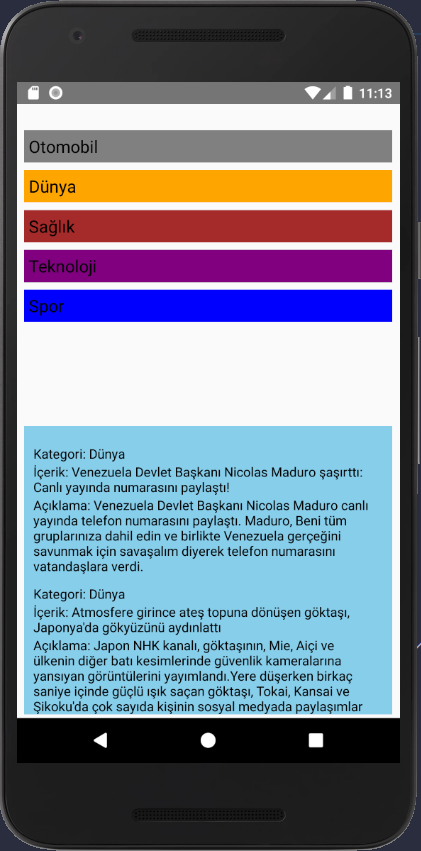 11:13
Otomobil
Dünya
Sağlık
Teknoloji
Spor
Kategori: Dünya
İçerik: Venezuela Devlet Başkanı Nicolas Maduro şaşırttı:
Canlı yayında numarasını paylaştı!
Açıklama: Venezuela Devlet Başkanı Nicolas Maduro canlı
yayında telefon numarasını paylaştı. Maduro, Beni tüm
gruplarınıza dahil edin ve birlikte Venezuela gerçeğini
savunmak için savaşalım diyerek telefon numarasını
vatandaşlara verdi.
Kategori: Dünya
İçerik: Atmosfere girince ateş topuna dönüşen göktaşı,
Japonya'da gökyüzünü aydınlattı
Açıklama: Japon NHK kanalı, göktaşının, Mie, Aiçi ve
ülkenin diğer batı kesimlerinde güvenlik kameralarına
yansıyan görüntülerini yayımlandı.Yere düşerken birkaç
saniye içinde güçlü ışık saçan göktaşı, Tokai, Kansai ve
Şikoku'da çok sayıda kişinin sosyal medyada paylaşımlar